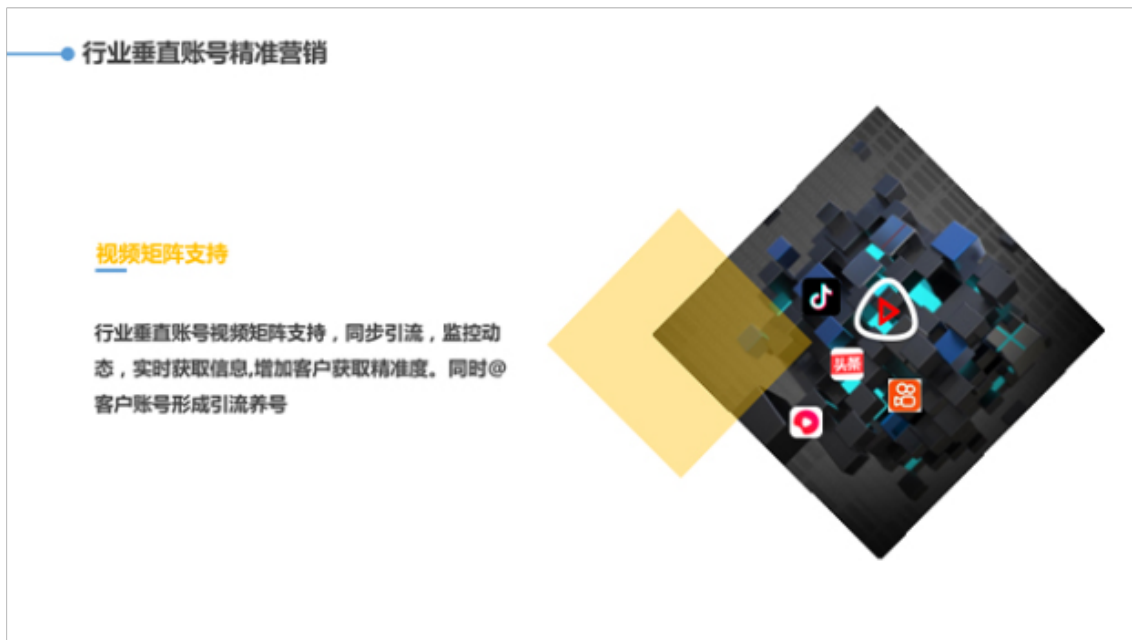 行业垂直账号精准营销
视频矩阵支持
行业垂直账号视频矩阵支持，同步引流，监控动
态，实时获取信息,增加客户获取精准度。同时@
客户账号形成引流养号
头条